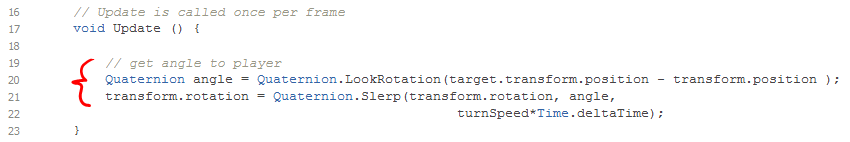 16 // Update is called once per frame
17 void Update () {
18
19 // get angle to player
20 Quaternion angle = Quaternion.LookRotation(target.transform.position - transform.position );
21 transform.rotation = Quaternion.Slerp(transform.rotation, angle,
22 turnSpeed*Time.deltaTime);
23 }